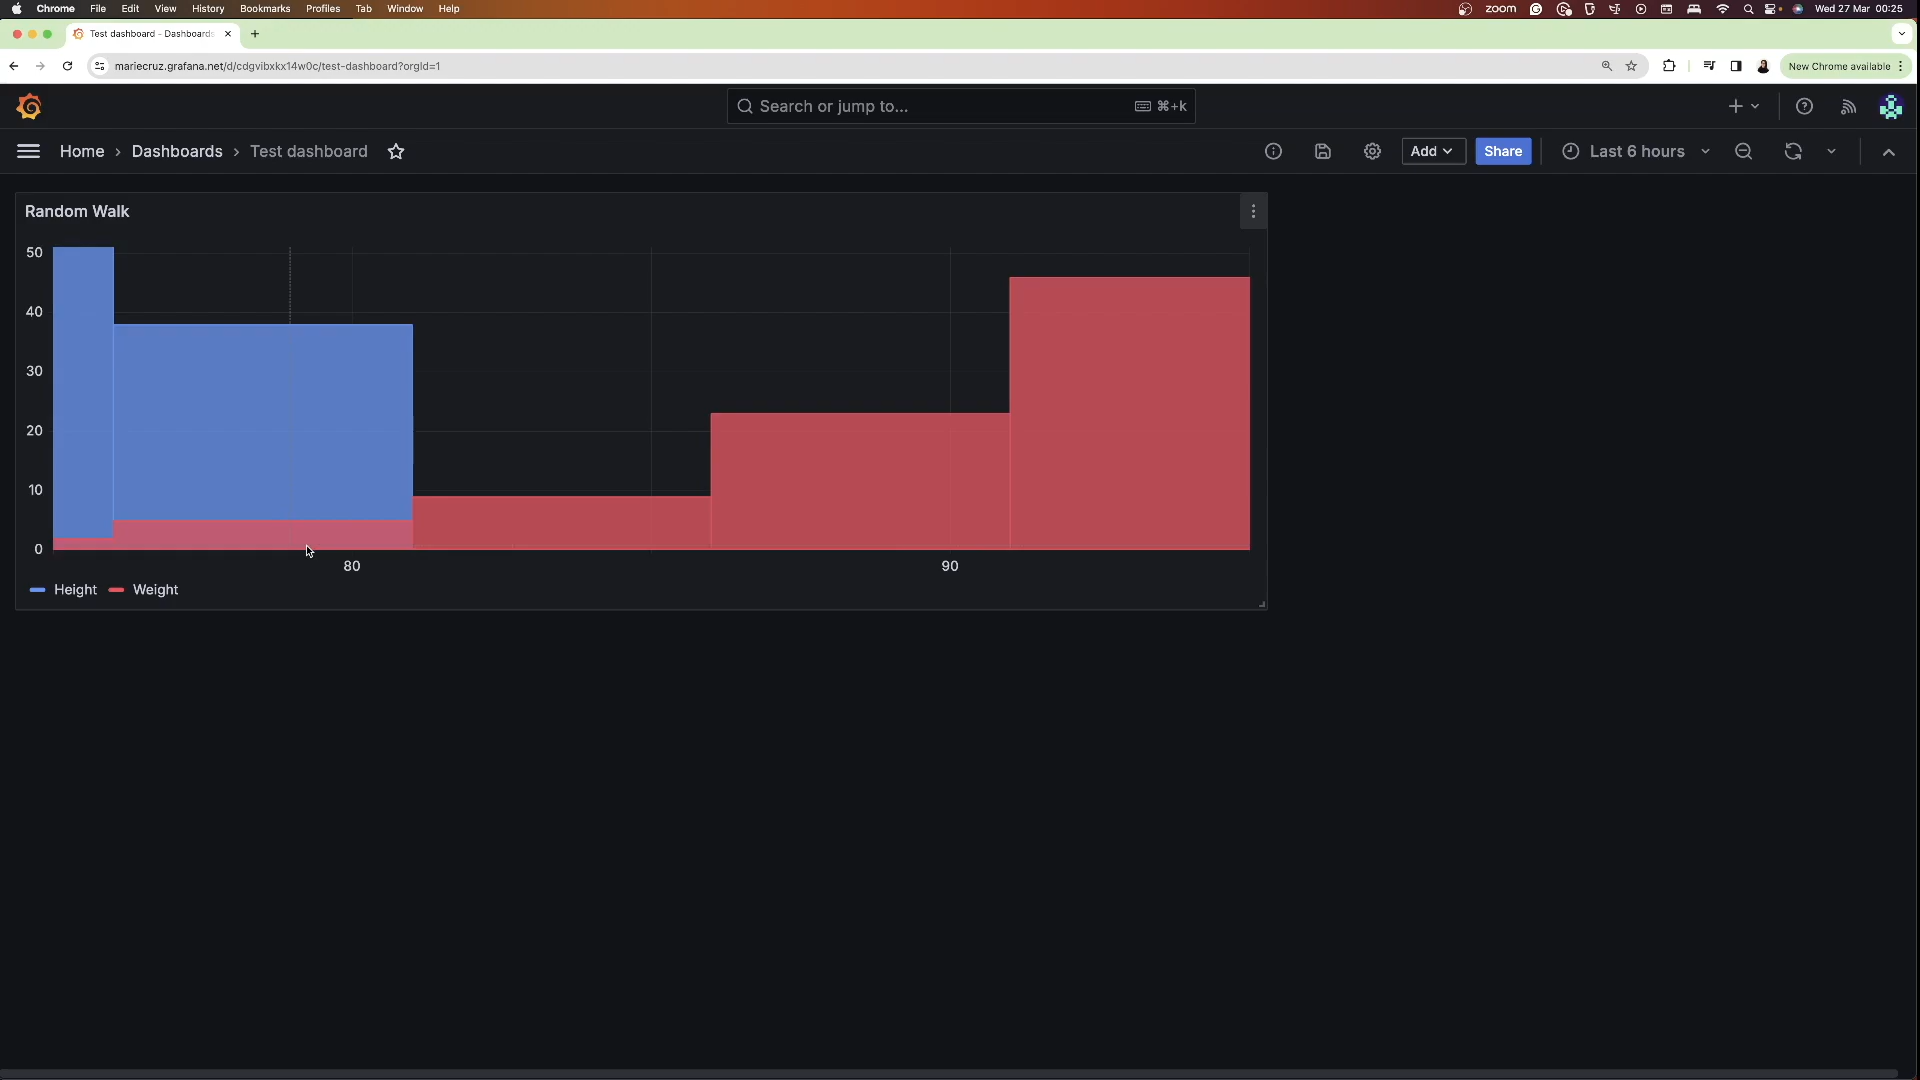 Chrome File Edit View History Bookmarks Profiles Tab Window Help zoom Wed 27 Mar 00:25
Test dashboard - Dashboards
mariecruz.grafana.net/d/cdgvibxkx14w0c/test-dashboard?orgId=1 New Chrome available
Search or jump to... ⌘+k
Home › Dashboards › Test dashboard Add Share Last 6 hours
Random Walk
50
40
30
20
10
0
80 90
Height Weight